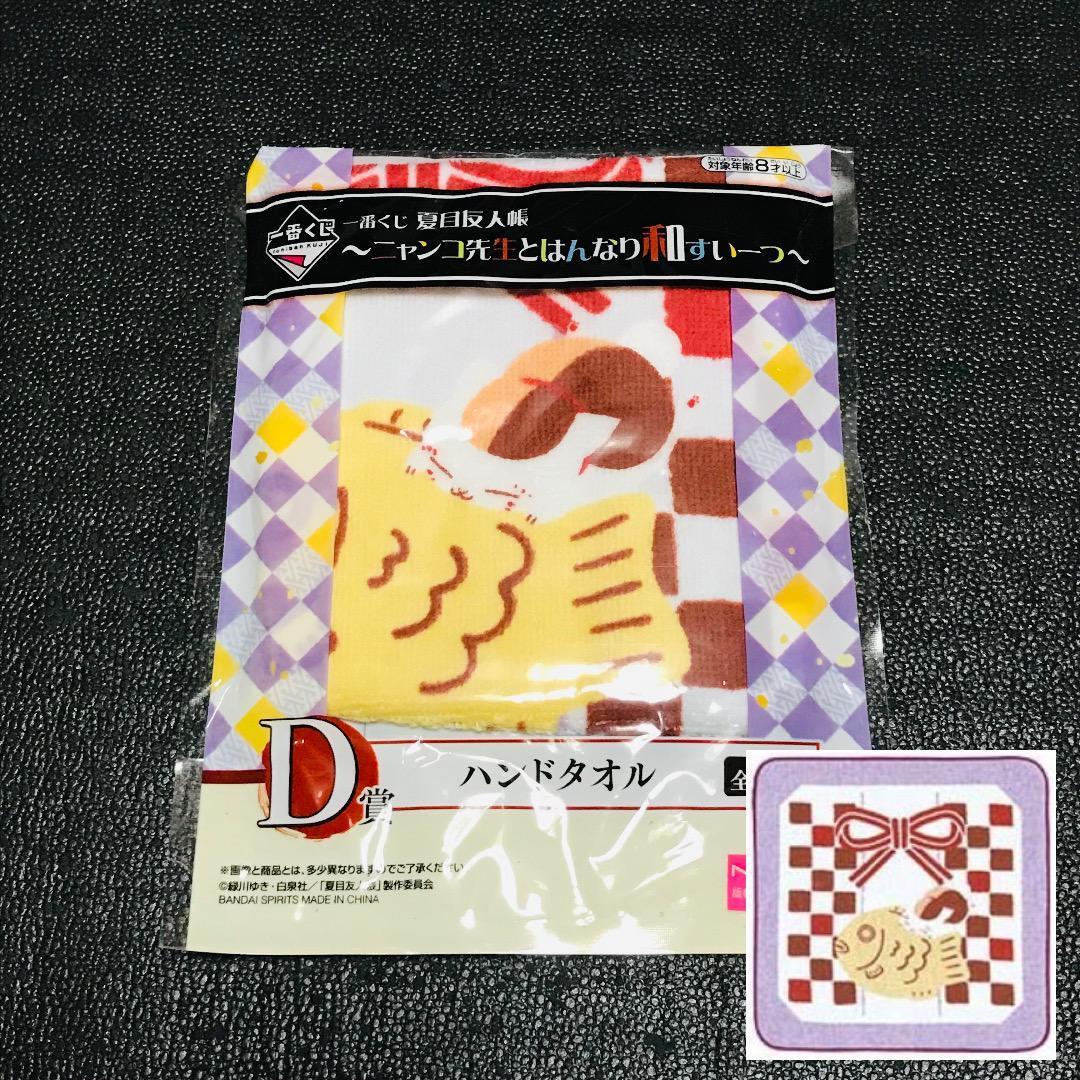 対象年齢8才以上
一番くじ
Ichiban KUJI
一番くじ 夏目友人帳
～ニャンコ先生とはんなり和すいーつ～
D賞
ハンドタオル
全
※画像と商品とは、多少異なりますのでご了承ください
©緑川ゆき・白泉社／「夏目友人帳」製作委員会
BANDAI SPIRITS MADE IN CHINA